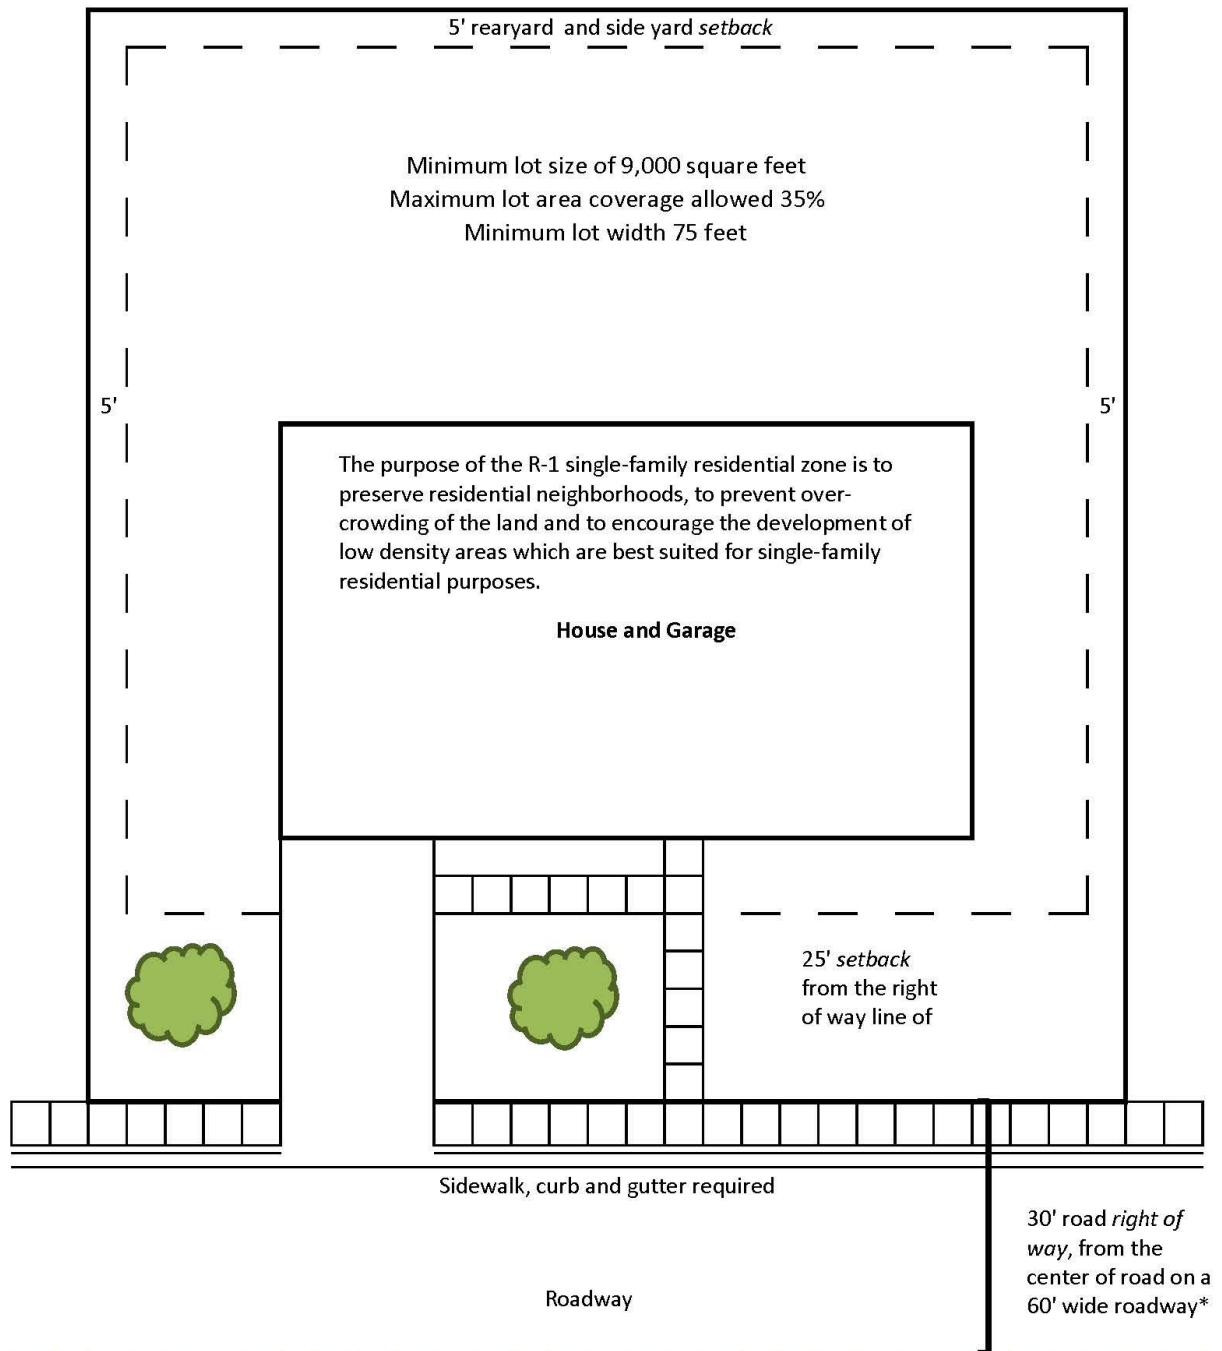 5' rearyard and side yard setback
Minimum lot size of 9,000 square feet
Maximum lot area coverage allowed 35%
Minimum lot width 75 feet
5'
5'
The purpose of the R-1 single-family residential zone is to
preserve residential neighborhoods, to prevent over-
crowding of the land and to encourage the development of
low density areas which are best suited for single-family
residential purposes.
House and Garage
25' setback
from the right
of way line of
Sidewalk, curb and gutter required
30' road right of
way, from the
center of road on a
60' wide roadway*
Roadway